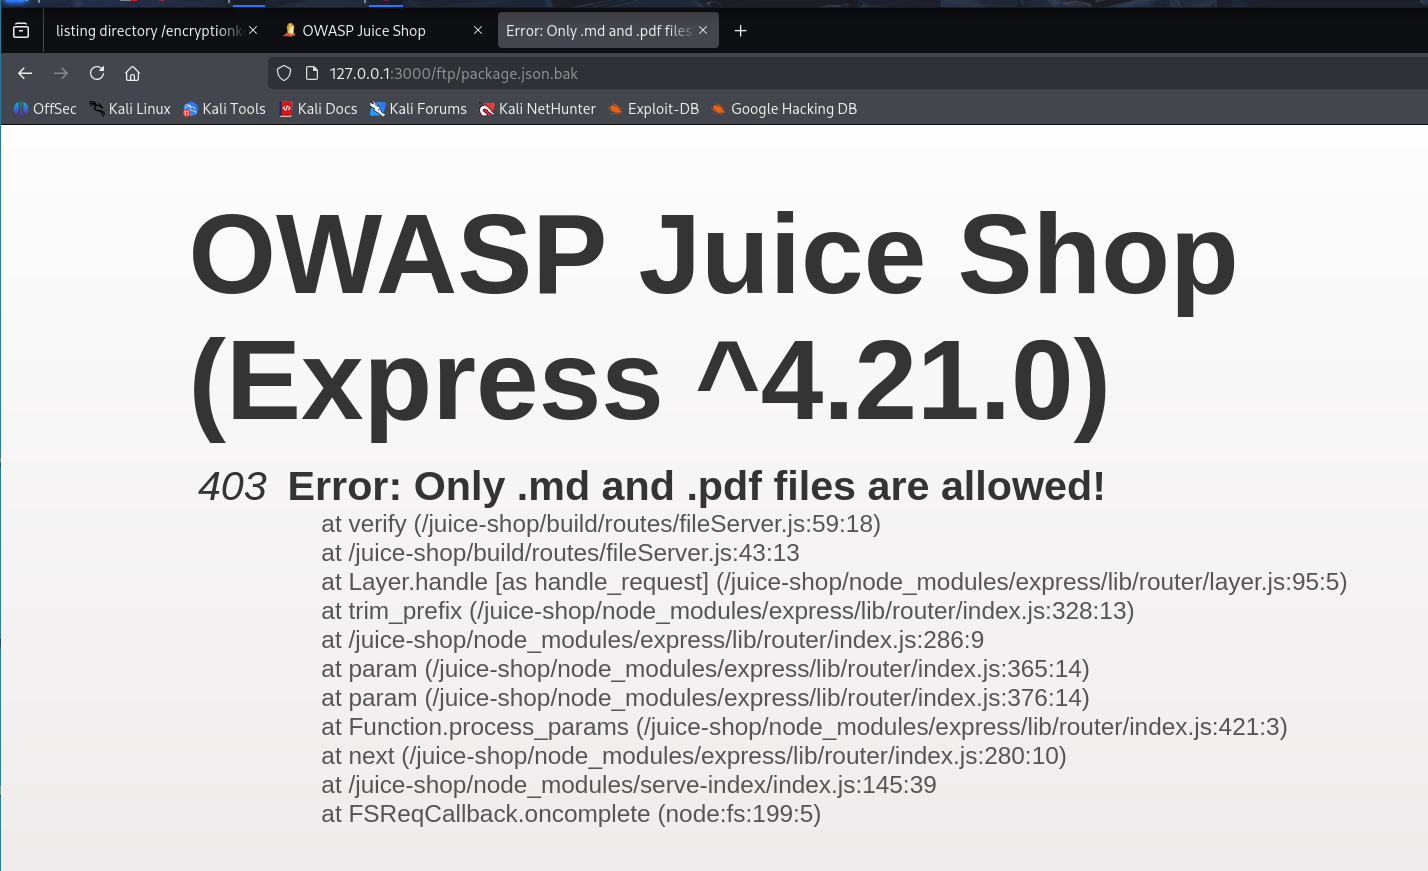 listing directory /encryptionk
OWASP Juice Shop
Error: Only .md and .pdf files
127.0.0.1:3000/ftp/package.json.bak
OffSec Kali Linux Kali Tools Kali Docs Kali Forums Kali NetHunter Exploit-DB Google Hacking DB
OWASP Juice Shop
(Express ^4.21.0)
403 Error: Only .md and .pdf files are allowed!
at verify (/juice-shop/build/routes/fileServer.js:59:18)
at /juice-shop/build/routes/fileServer.js:43:13
at Layer.handle [as handle_request] (/juice-shop/node_modules/express/lib/router/layer.js:95:5)
at trim_prefix (/juice-shop/node_modules/express/lib/router/index.js:328:13)
at /juice-shop/node_modules/express/lib/router/index.js:286:9
at param (/juice-shop/node_modules/express/lib/router/index.js:365:14)
at param (/juice-shop/node_modules/express/lib/router/index.js:376:14)
at Function.process_params (/juice-shop/node_modules/express/lib/router/index.js:421:3)
at next (/juice-shop/node_modules/express/lib/router/index.js:280:10)
at /juice-shop/node_modules/serve-index/index.js:145:39
at FSReqCallback.oncomplete (node:fs:199:5)